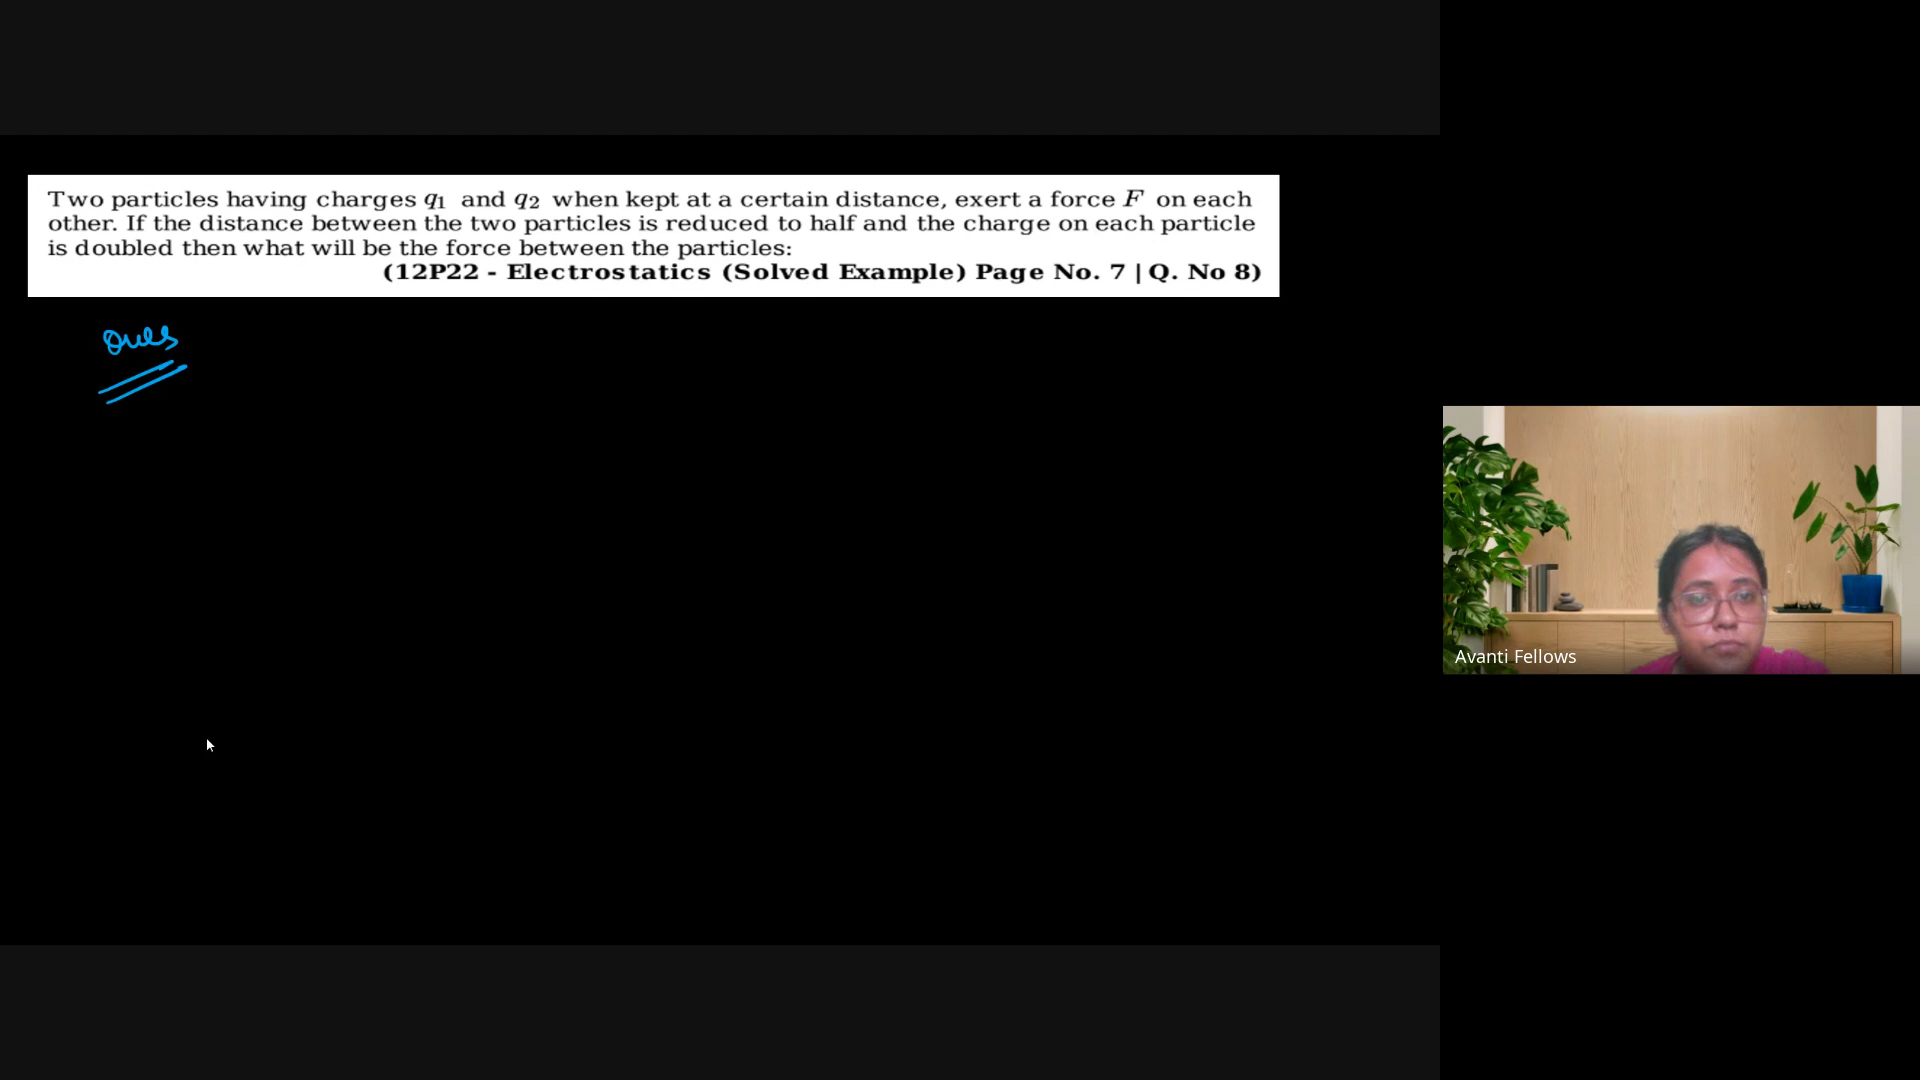 Two particles having charges q₁ and q₂ when kept at a certain distance, exert a force F on each
other. If the distance between the two particles is reduced to half and the charge on each particle
is doubled then what will be the force between the particles:
(12P22 - Electrostatics (Solved Example) Page No. 7 | Q. No 8)
Ques
Avanti Fellows